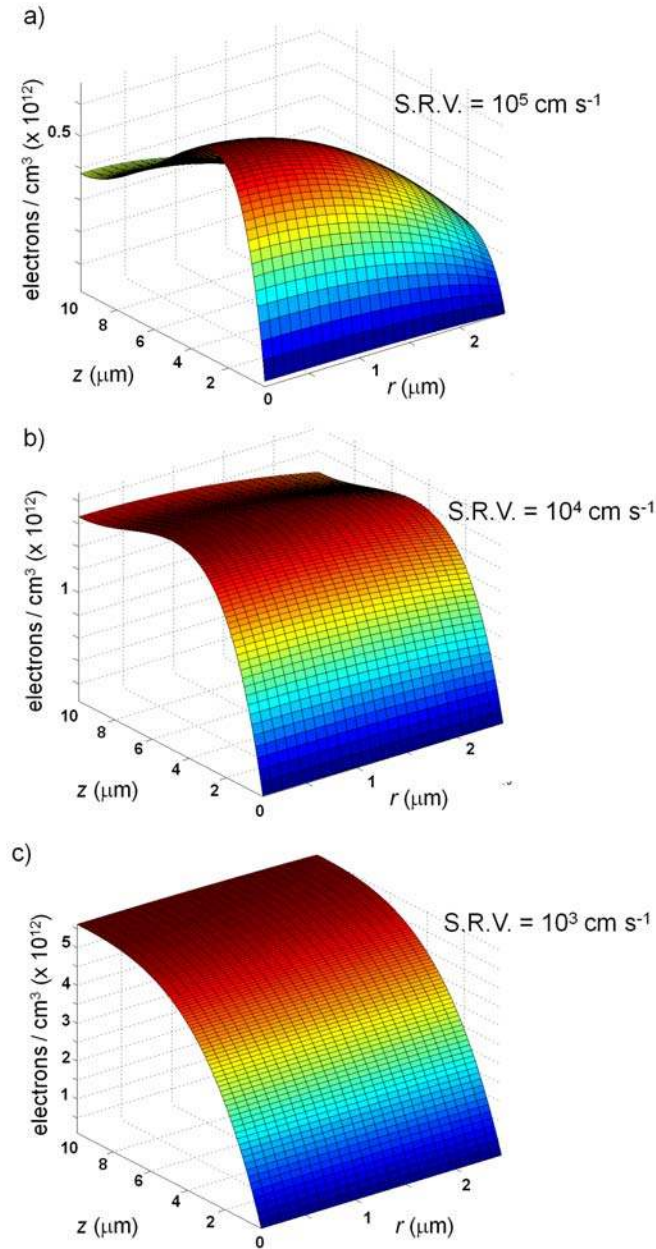 a)
S.R.V. = 10⁵ cm s⁻¹
electrons / cm³ (x 10¹²)
0.5
10
8
6
4
2
z (μm)
0
1
2
r (μm)
b)
S.R.V. = 10⁴ cm s⁻¹
electrons / cm³ (x 10¹²)
1
10
8
6
4
2
z (μm)
0
1
2
r (μm)
c)
S.R.V. = 10³ cm s⁻¹
electrons / cm³ (x 10¹²)
5
4
3
2
1
10
8
6
4
2
z (μm)
0
1
2
r (μm)